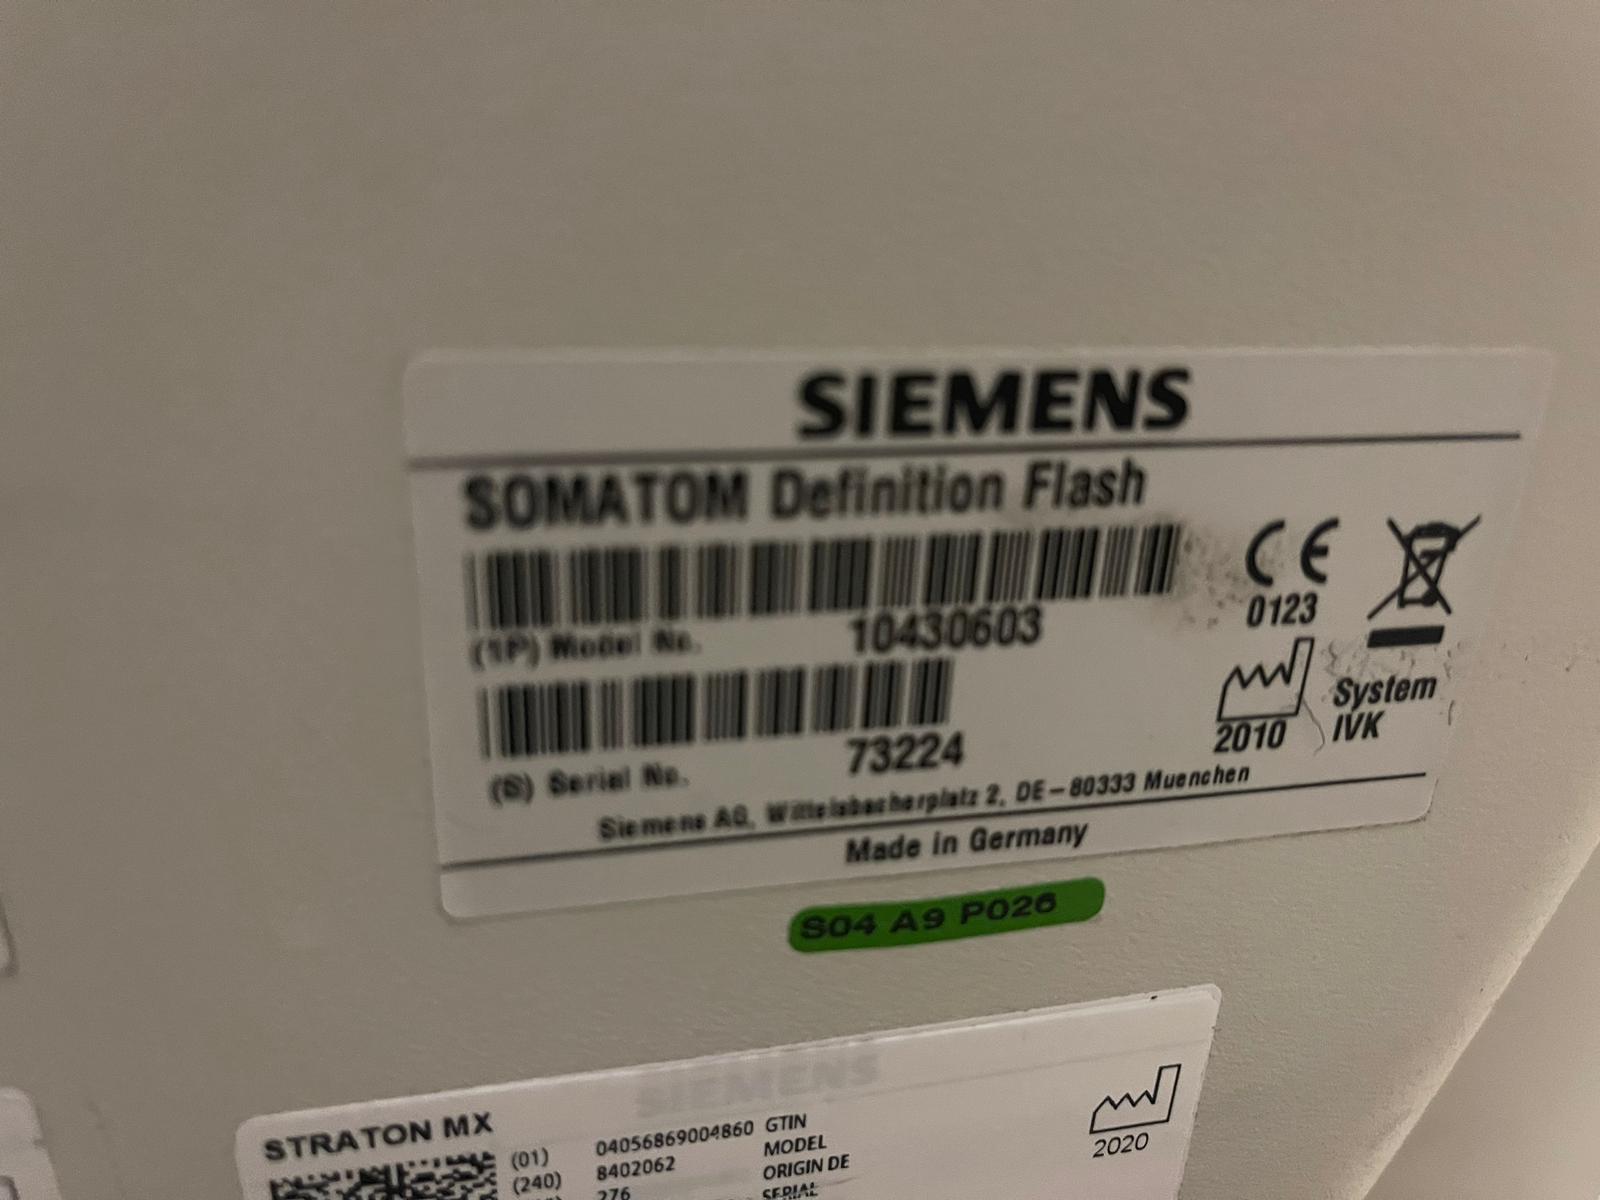 SIEMENS
SOMATOM Definition Flash
(1P) Model No. 10430603
0123
(S) Serial No. 73224
2010
System
IVK
Siemens AG, Wittelsbacherplatz 2, DE-80333 Muenchen
Made in Germany
S04 A9 P026
SIEMENS
STRATON MX
2020
(01) 04056869004860 GTIN
(240) 8402062 MODEL
276 ORIGIN DE
SERIAL